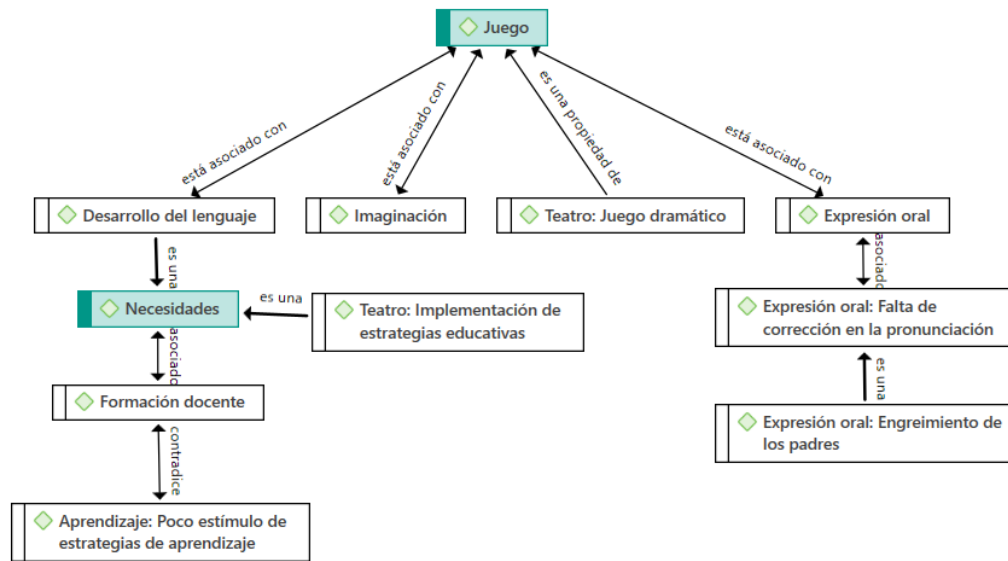 Juego
está asociado con
está asociado con
es una propiedad de
está asociado con
Desarrollo del lenguaje
Imaginación
Teatro: Juego dramático
Expresión oral
es una
asociado
Necesidades
es una
Teatro: Implementación de
estrategias educativas
Expresión oral: Falta de
corrección en la pronunciación
asociado
es una
Formación docente
Expresión oral: Engreimiento de
los padres
contradice
Aprendizaje: Poco estímulo de
estrategias de aprendizaje